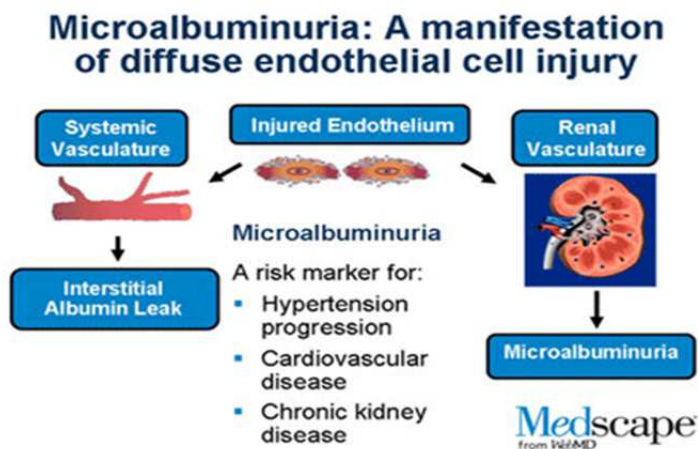 Microalbuminuria: A manifestation
of diffuse endothelial cell injury
Systemic
Vasculature
Injured Endothelium
Renal
Vasculature
Interstitial
Albumin Leak
Microalbuminuria
A risk marker for:
▪ Hypertension
progression
▪ Cardiovascular
disease
▪ Chronic kidney
disease
Microalbuminuria
Medscape
from WebMD